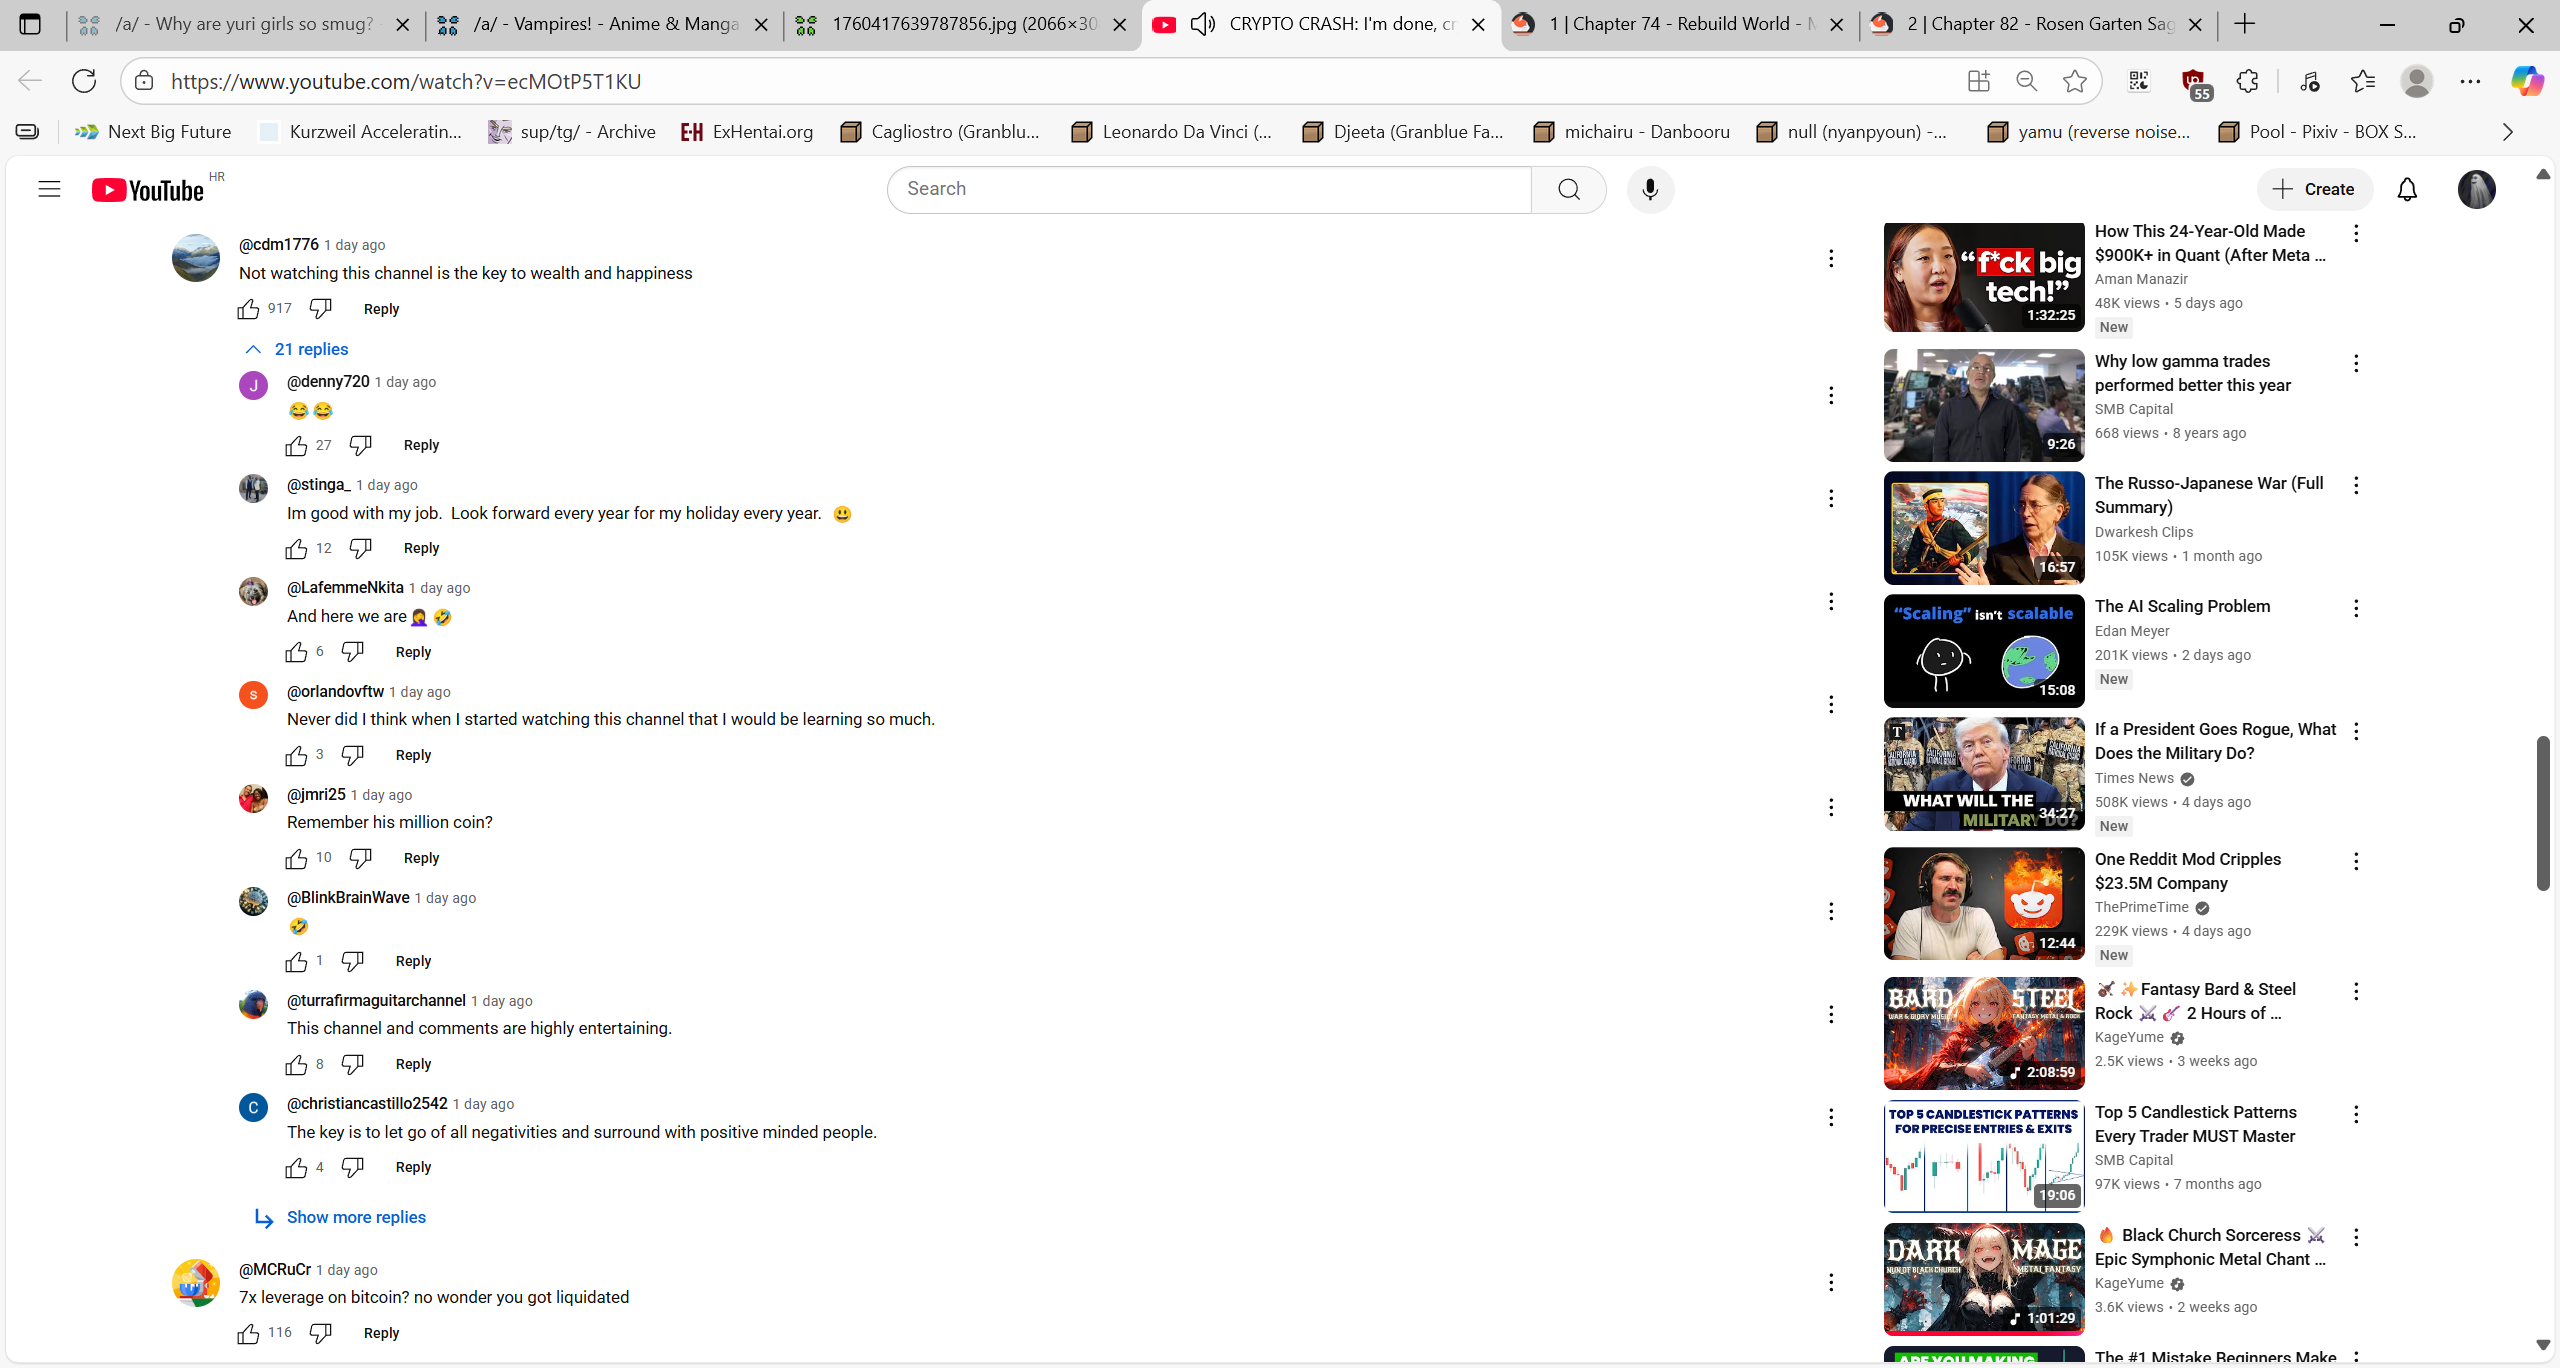 /a/ - Why are yuri girls so smug? -
/a/ - Vampires! - Anime & Manga
1760417639787856.jpg (2066×30
CRYPTO CRASH: I'm done, cr
1 | Chapter 74 - Rebuild World - M
2 | Chapter 82 - Rosen Garten Sag
https://www.youtube.com/watch?v=ecMOtP5T1KU
55
Next Big Future
Kurzweil Acceleratin...
sup/tg/ - Archive
E-H ExHentai.org
Cagliostro (Granblu...
Leonardo Da Vinci (...
Djeeta (Granblue Fa...
michairu - Danbooru
null (nyanpyoun) -...
yamu (reverse noise...
Pool - Pixiv - BOX S...
YouTube HR
Search
Create
@cdm1776 1 day ago
Not watching this channel is the key to wealth and happiness
917 Reply
21 replies
J
@denny720 1 day ago
😂😂
27 Reply
@stinga_ 1 day ago
Im good with my job. Look forward every year for my holiday every year. 😃
12 Reply
@LafemmeNkita 1 day ago
And here we are🤦‍♀️🤣
6 Reply
s
@orlandovftw 1 day ago
Never did I think when I started watching this channel that I would be learning so much.
3 Reply
@jmri25 1 day ago
Remember his million coin?
10 Reply
@BlinkBrainWave 1 day ago
🤣
1 Reply
@turrafirmaguitarchannel 1 day ago
This channel and comments are highly entertaining.
8 Reply
C
@christiancastillo2542 1 day ago
The key is to let go of all negativities and surround with positive minded people.
4 Reply
Show more replies
@MCRuCr 1 day ago
7x leverage on bitcoin? no wonder you got liquidated
116 Reply
“f*ck big
tech!”
1:32:25
How This 24-Year-Old Made
$900K+ in Quant (After Meta ...
Aman Manazir
48K views • 5 days ago
New
9:26
Why low gamma trades
performed better this year
SMB Capital
668 views • 8 years ago
16:57
The Russo-Japanese War (Full
Summary)
Dwarkesh Clips
105K views • 1 month ago
“Scaling” isn't scalable
15:08
The AI Scaling Problem
Edan Meyer
201K views • 2 days ago
New
T
WHAT WILL THE
MILITARY DO?
34:27
If a President Goes Rogue, What
Does the Military Do?
Times News
508K views • 4 days ago
New
12:44
One Reddit Mod Cripples
$23.5M Company
ThePrimeTime
229K views • 4 days ago
New
BARD STEEL
WAR & GLORY MUSIC
FANTASY METAL & ROCK
2:08:59
🎻✨Fantasy Bard & Steel
Rock ⚔️🎸 2 Hours of ...
KageYume
2.5K views • 3 weeks ago
TOP 5 CANDLESTICK PATTERNS
FOR PRECISE ENTRIES & EXITS
19:06
Top 5 Candlestick Patterns
Every Trader MUST Master
SMB Capital
97K views • 7 months ago
DARK MAGE
NUN OF BLACK CHURCH
METAL FANTASY
1:01:29
🔥 Black Church Sorceress ⚔️
Epic Symphonic Metal Chant ...
KageYume
3.6K views • 2 weeks ago
ARE YOU MAKING
The #1 Mistake Beginners Make